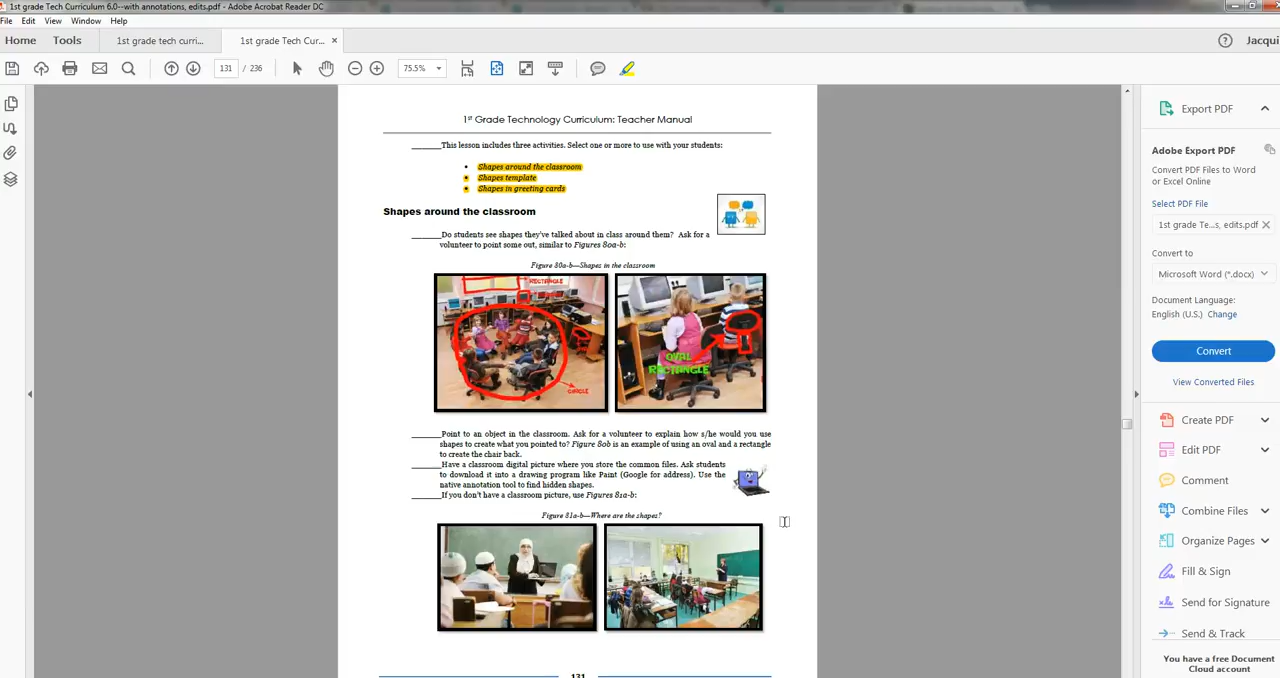 1st grade Tech Curriculum 6.0--with annotations, edits.pdf - Adobe Acrobat Reader DC
File Edit View Window Help
Home Tools 1st grade tech curri... 1st grade Tech Cur... ×
Jacqui
131 / 236 75.5%
1st Grade Technology Curriculum: Teacher Manual
______This lesson includes three activities. Select one or more to use with your students:
• Shapes around the classroom
• Shapes template
• Shapes in greeting cards
Shapes around the classroom
______Do students see shapes they've talked about in class around them? Ask for a
volunteer to point some out, similar to Figures 80a-b:
Figure 80a-b—Shapes in the classroom
RECTANGLE
CIRCLE
OVAL
RECTANGLE
______Point to an object in the classroom. Ask for a volunteer to explain how s/he would you use
shapes to create what you pointed to? Figure 80b is an example of using an oval and a rectangle
to create the chair back.
______Have a classroom digital picture where you store the common files. Ask students
to download it into a drawing program like Paint (Google for address). Use the
native annotation tool to find hidden shapes.
______If you don't have a classroom picture, use Figures 81a-b:
Figure 81a-b—Where are the shapes?
131
Export PDF
Adobe Export PDF
Convert PDF Files to Word
or Excel Online
Select PDF File
1st grade Te...s, edits.pdf ×
Convert to
Microsoft Word (*.docx)
Document Language:
English (U.S.) Change
Convert
View Converted Files
Create PDF
Edit PDF
Comment
Combine Files
Organize Pages
Fill & Sign
Send for Signature
Send & Track
You have a free Document
Cloud account